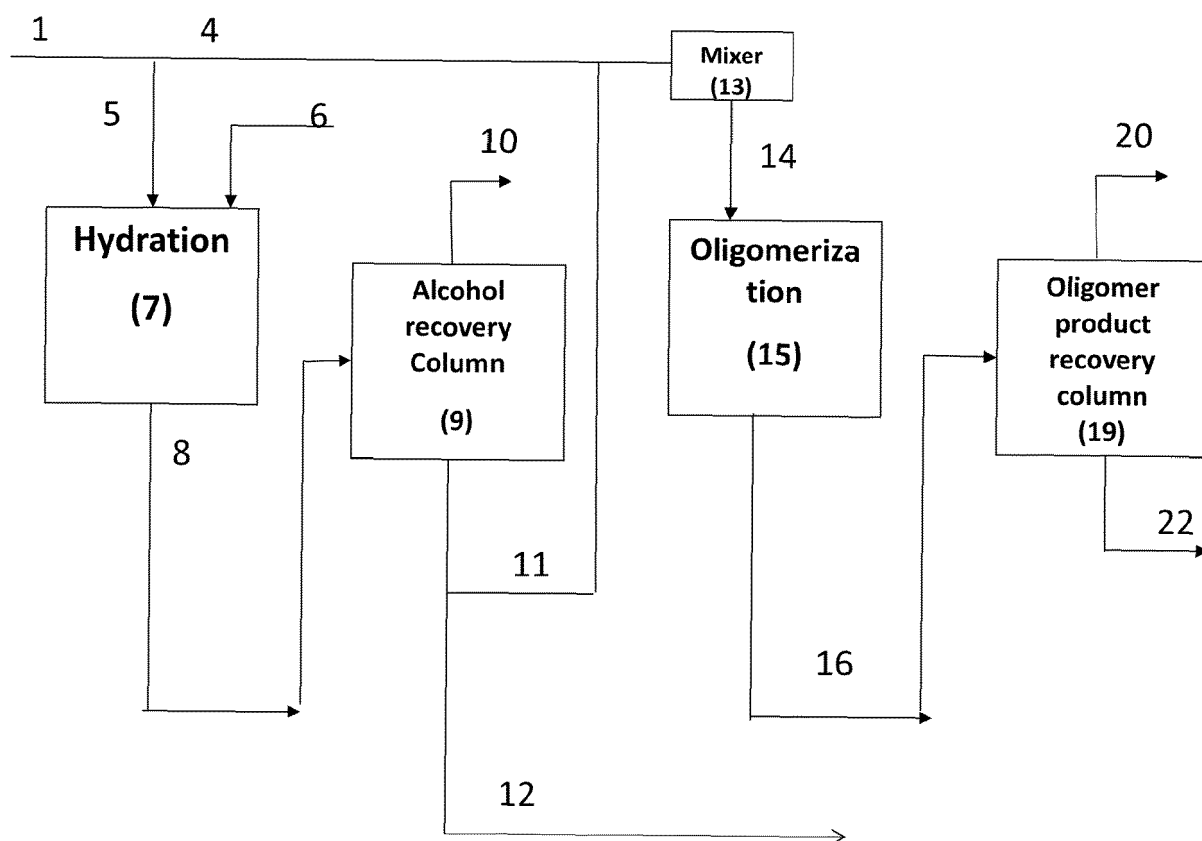 1
4
Mixer
(13)
5
6
10
14
20
Hydration
(7)
Alcohol
recovery
Column
(9)
Oligomeriza
tion
(15)
Oligomer
product
recovery
column
(19)
8
11
22
16
12